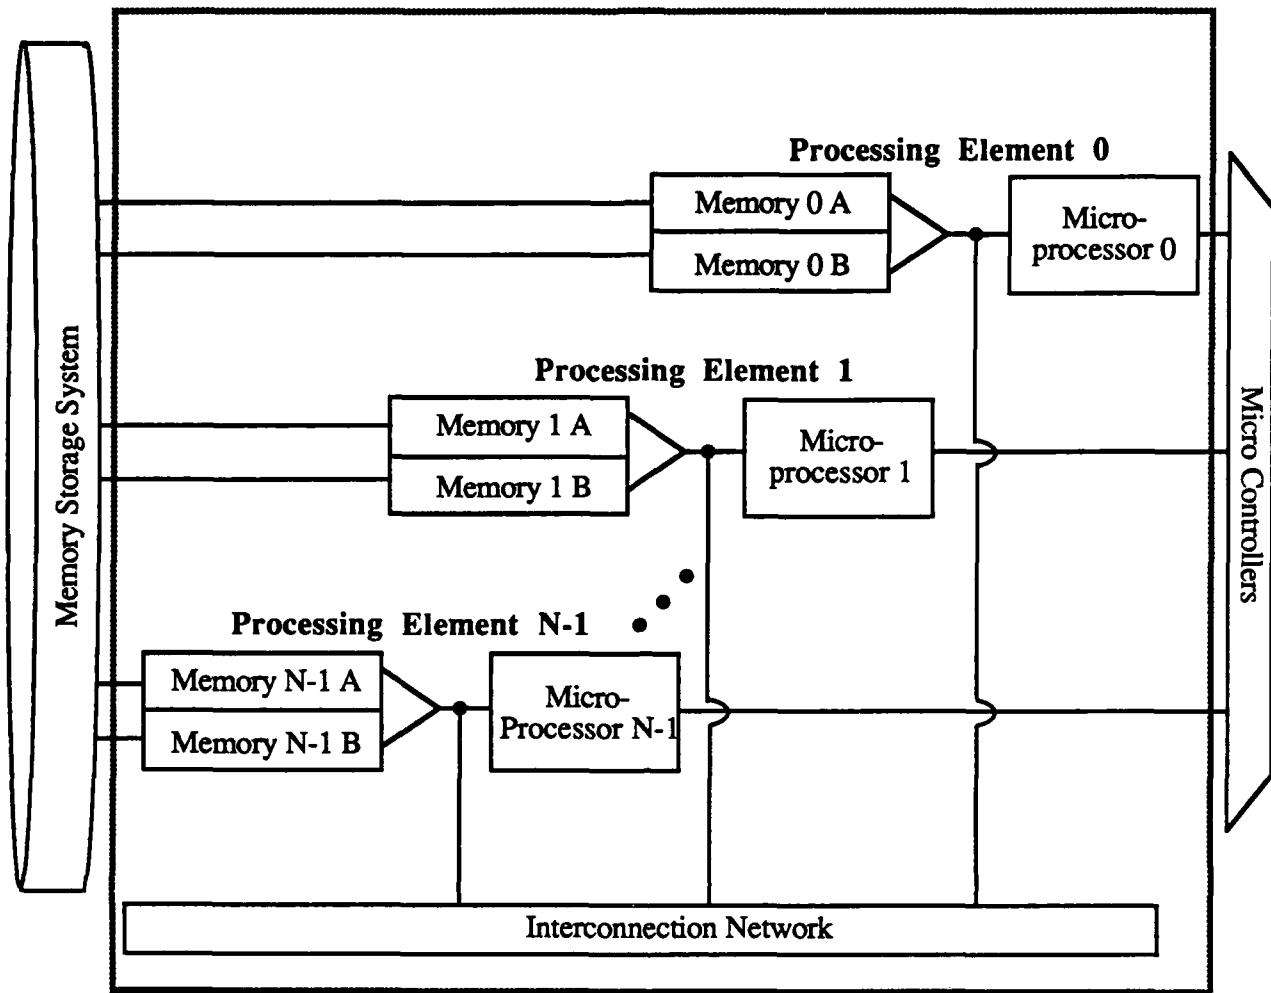 Processing Element 0
Memory 0 A
Memory 0 B
Micro-
processor 0
Processing Element 1
Memory 1 A
Memory 1 B
Micro-
processor 1
Processing Element N-1
Memory N-1 A
Memory N-1 B
Micro-
Processor N-1
Memory Storage System
Micro Controllers
Interconnection Network